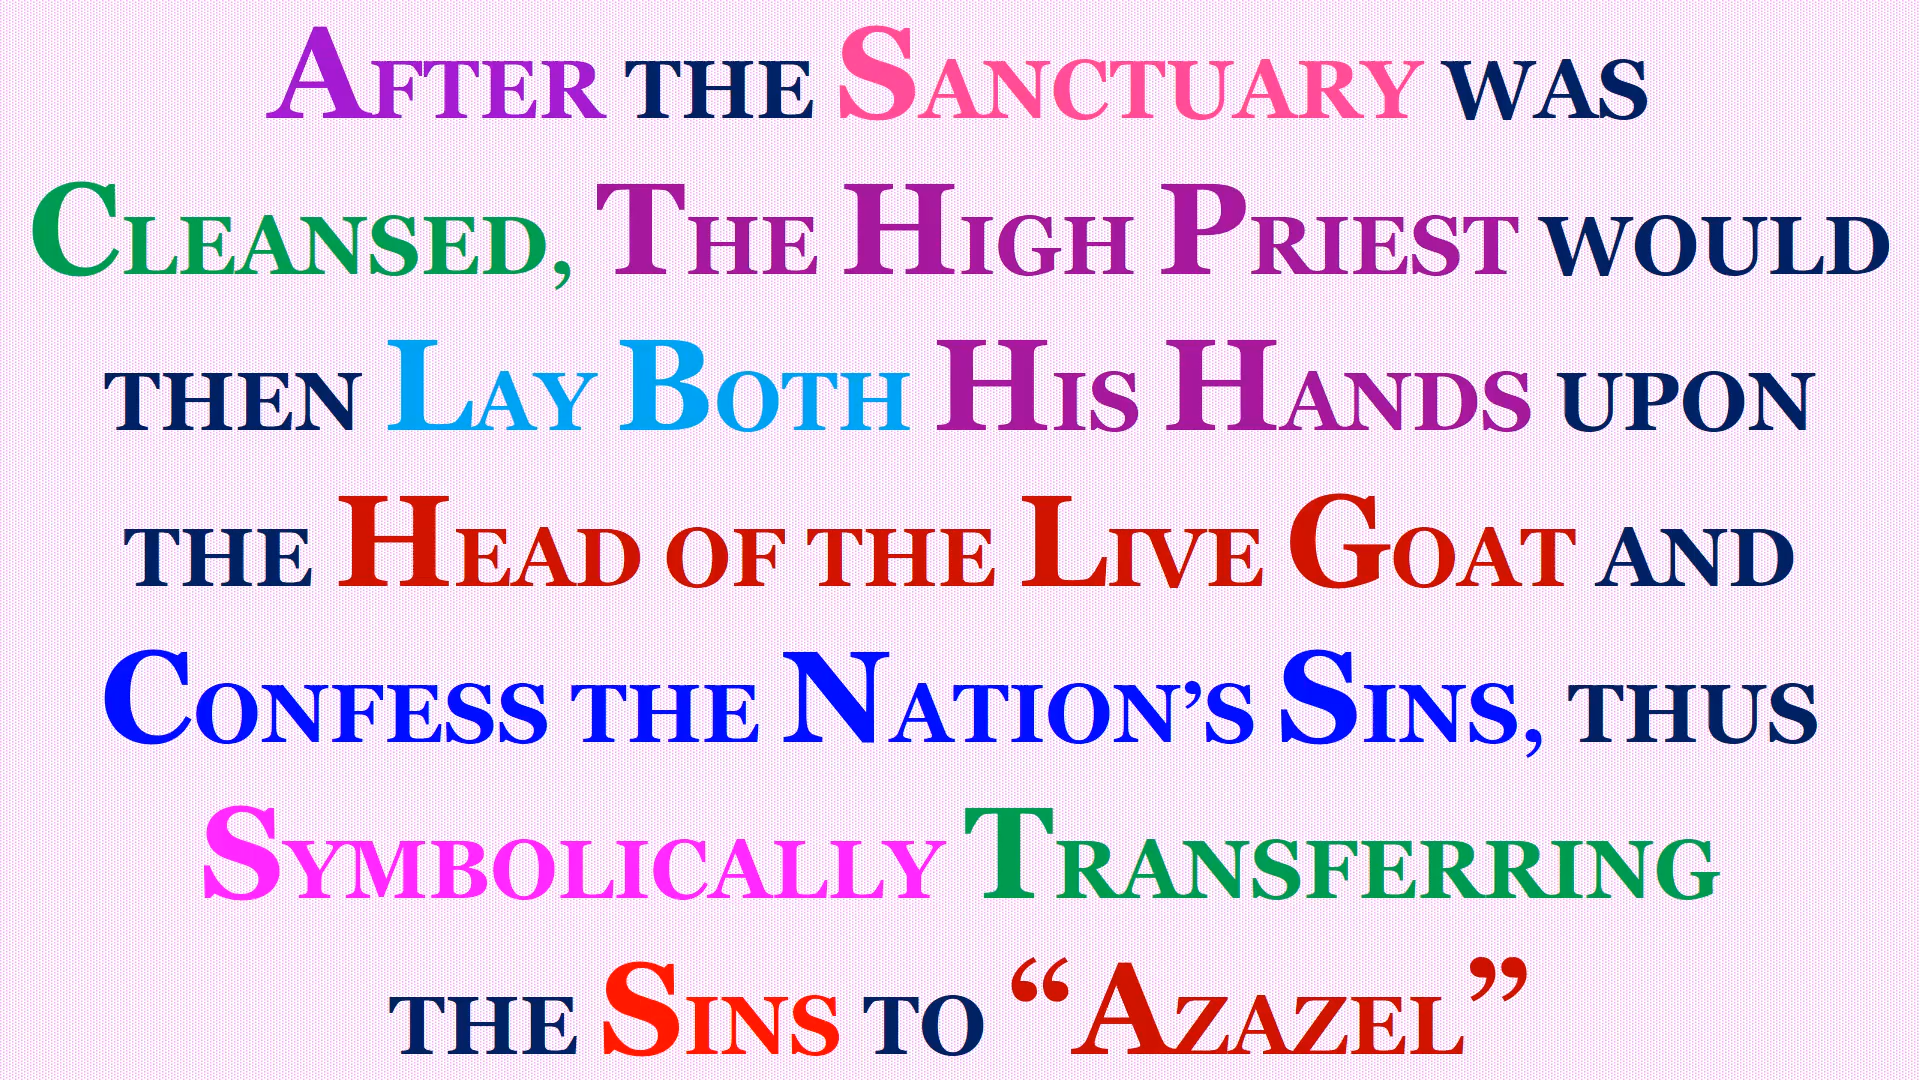 After the Sanctuary was
Cleansed, The High Priest would
then Lay Both His Hands upon
the Head of the Live Goat and
Confess the Nation’s Sins, thus
Symbolically Transferring
the Sins to “Azazel”